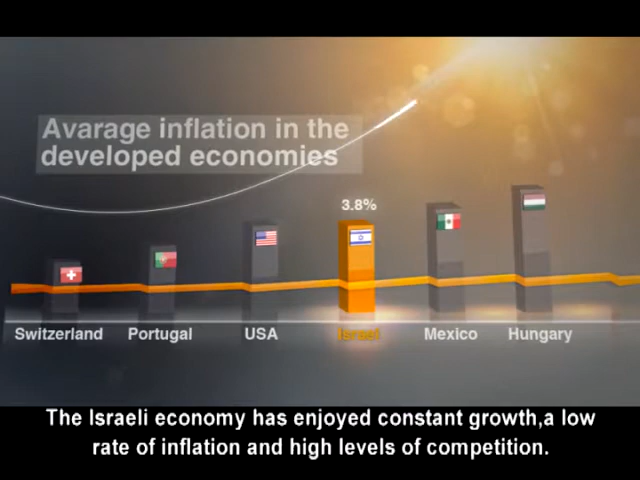 Avarage inflation in the
developed economies
3.8%
Switzerland Portugal USA Israel Mexico Hungary
The Israeli economy has enjoyed constant growth,a low
rate of inflation and high levels of competition.